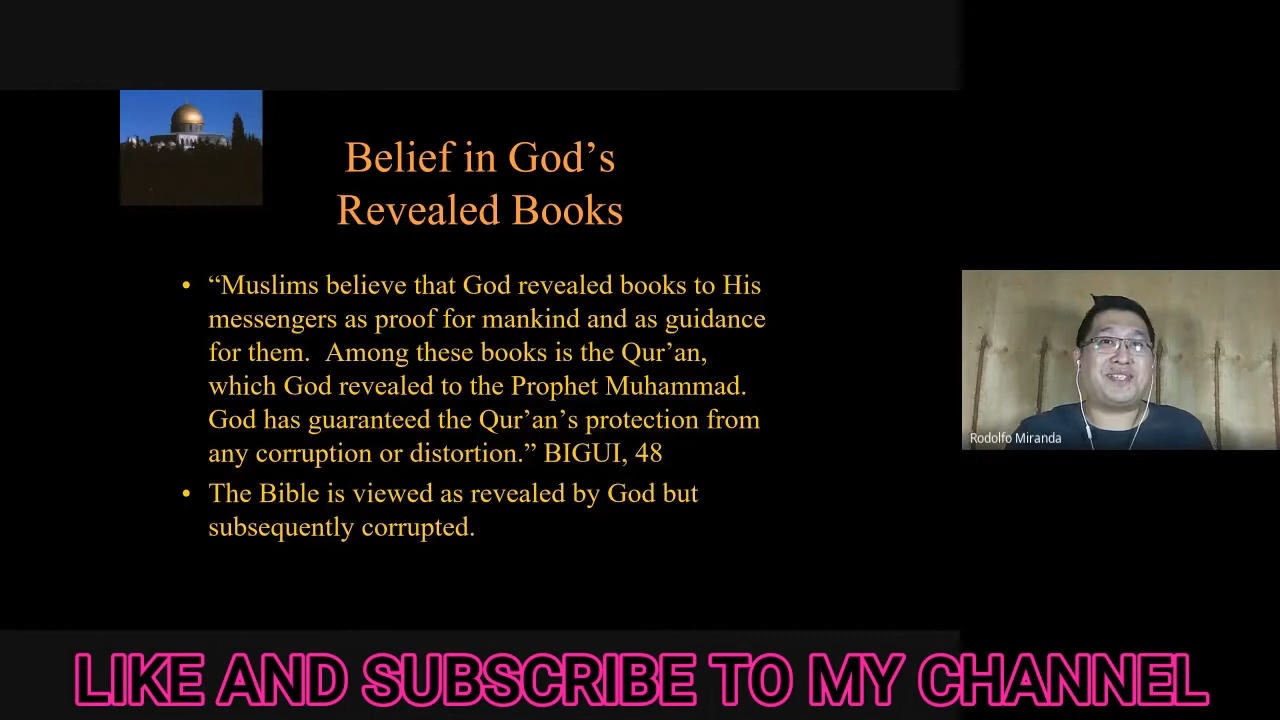 Belief in God’s
Revealed Books
• “Muslims believe that God revealed books to His
messengers as proof for mankind and as guidance
for them.  Among these books is the Qur’an,
which God revealed to the Prophet Muhammad.
God has guaranteed the Qur’an’s protection from
any corruption or distortion.” BIGUI, 48
• The Bible is viewed as revealed by God but
subsequently corrupted.
Rodolfo Miranda
LIKE AND SUBSCRIBE TO MY CHANNEL